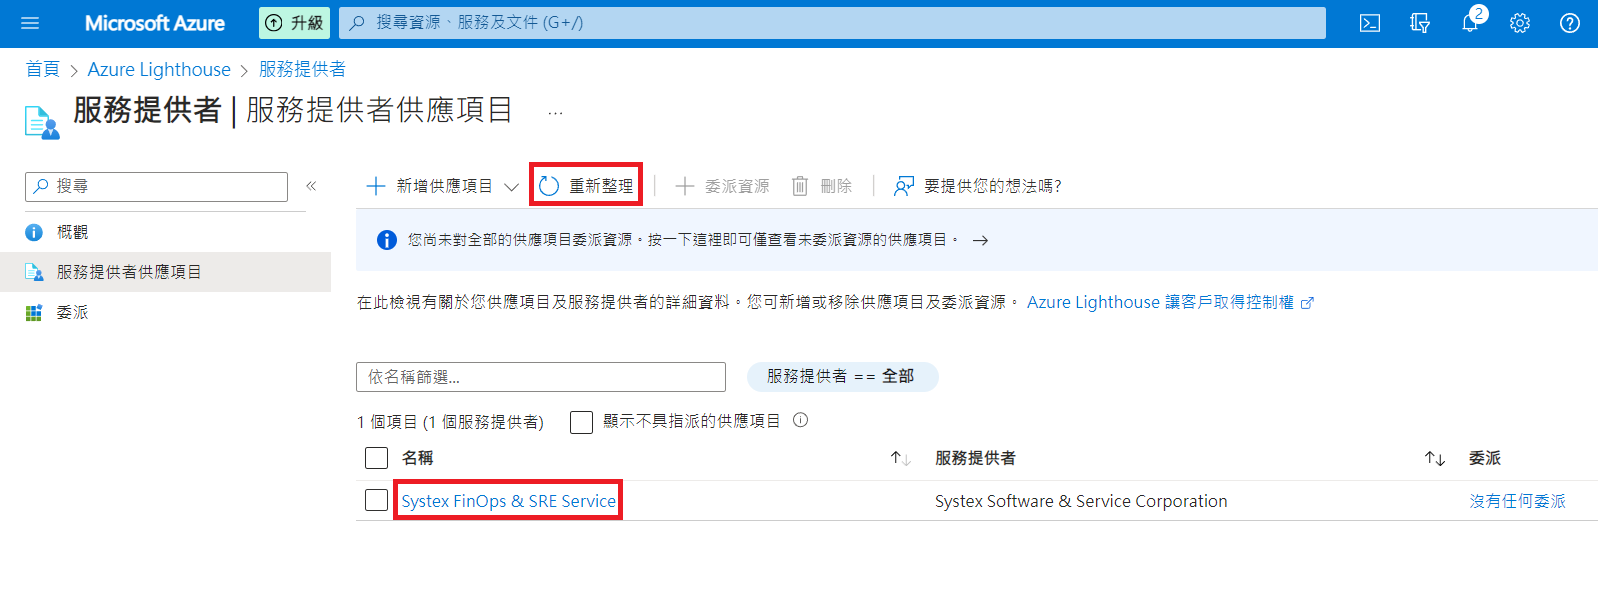 Microsoft Azure 升級 搜尋資源、服務及文件 (G+/) 2
首頁 > Azure Lighthouse > 服務提供者
服務提供者 | 服務提供者供應項目 ...
搜尋 «
概觀
服務提供者供應項目
委派
新增供應項目 重新整理 委派資源 刪除 要提供您的想法嗎?
您尚未對全部的供應項目委派資源。按一下這裡即可僅查看未委派資源的供應項目。 →
在此檢視有關於您供應項目及服務提供者的詳細資料。您可新增或移除供應項目及委派資源。 Azure Lighthouse 讓客戶取得控制權
依名稱篩選... 服務提供者 == 全部
1 個項目 (1 個服務提供者) 顯示不具指派的供應項目
名稱 ↑↓ 服務提供者 ↑↓ 委派
Systex FinOps & SRE Service Systex Software & Service Corporation 沒有任何委派